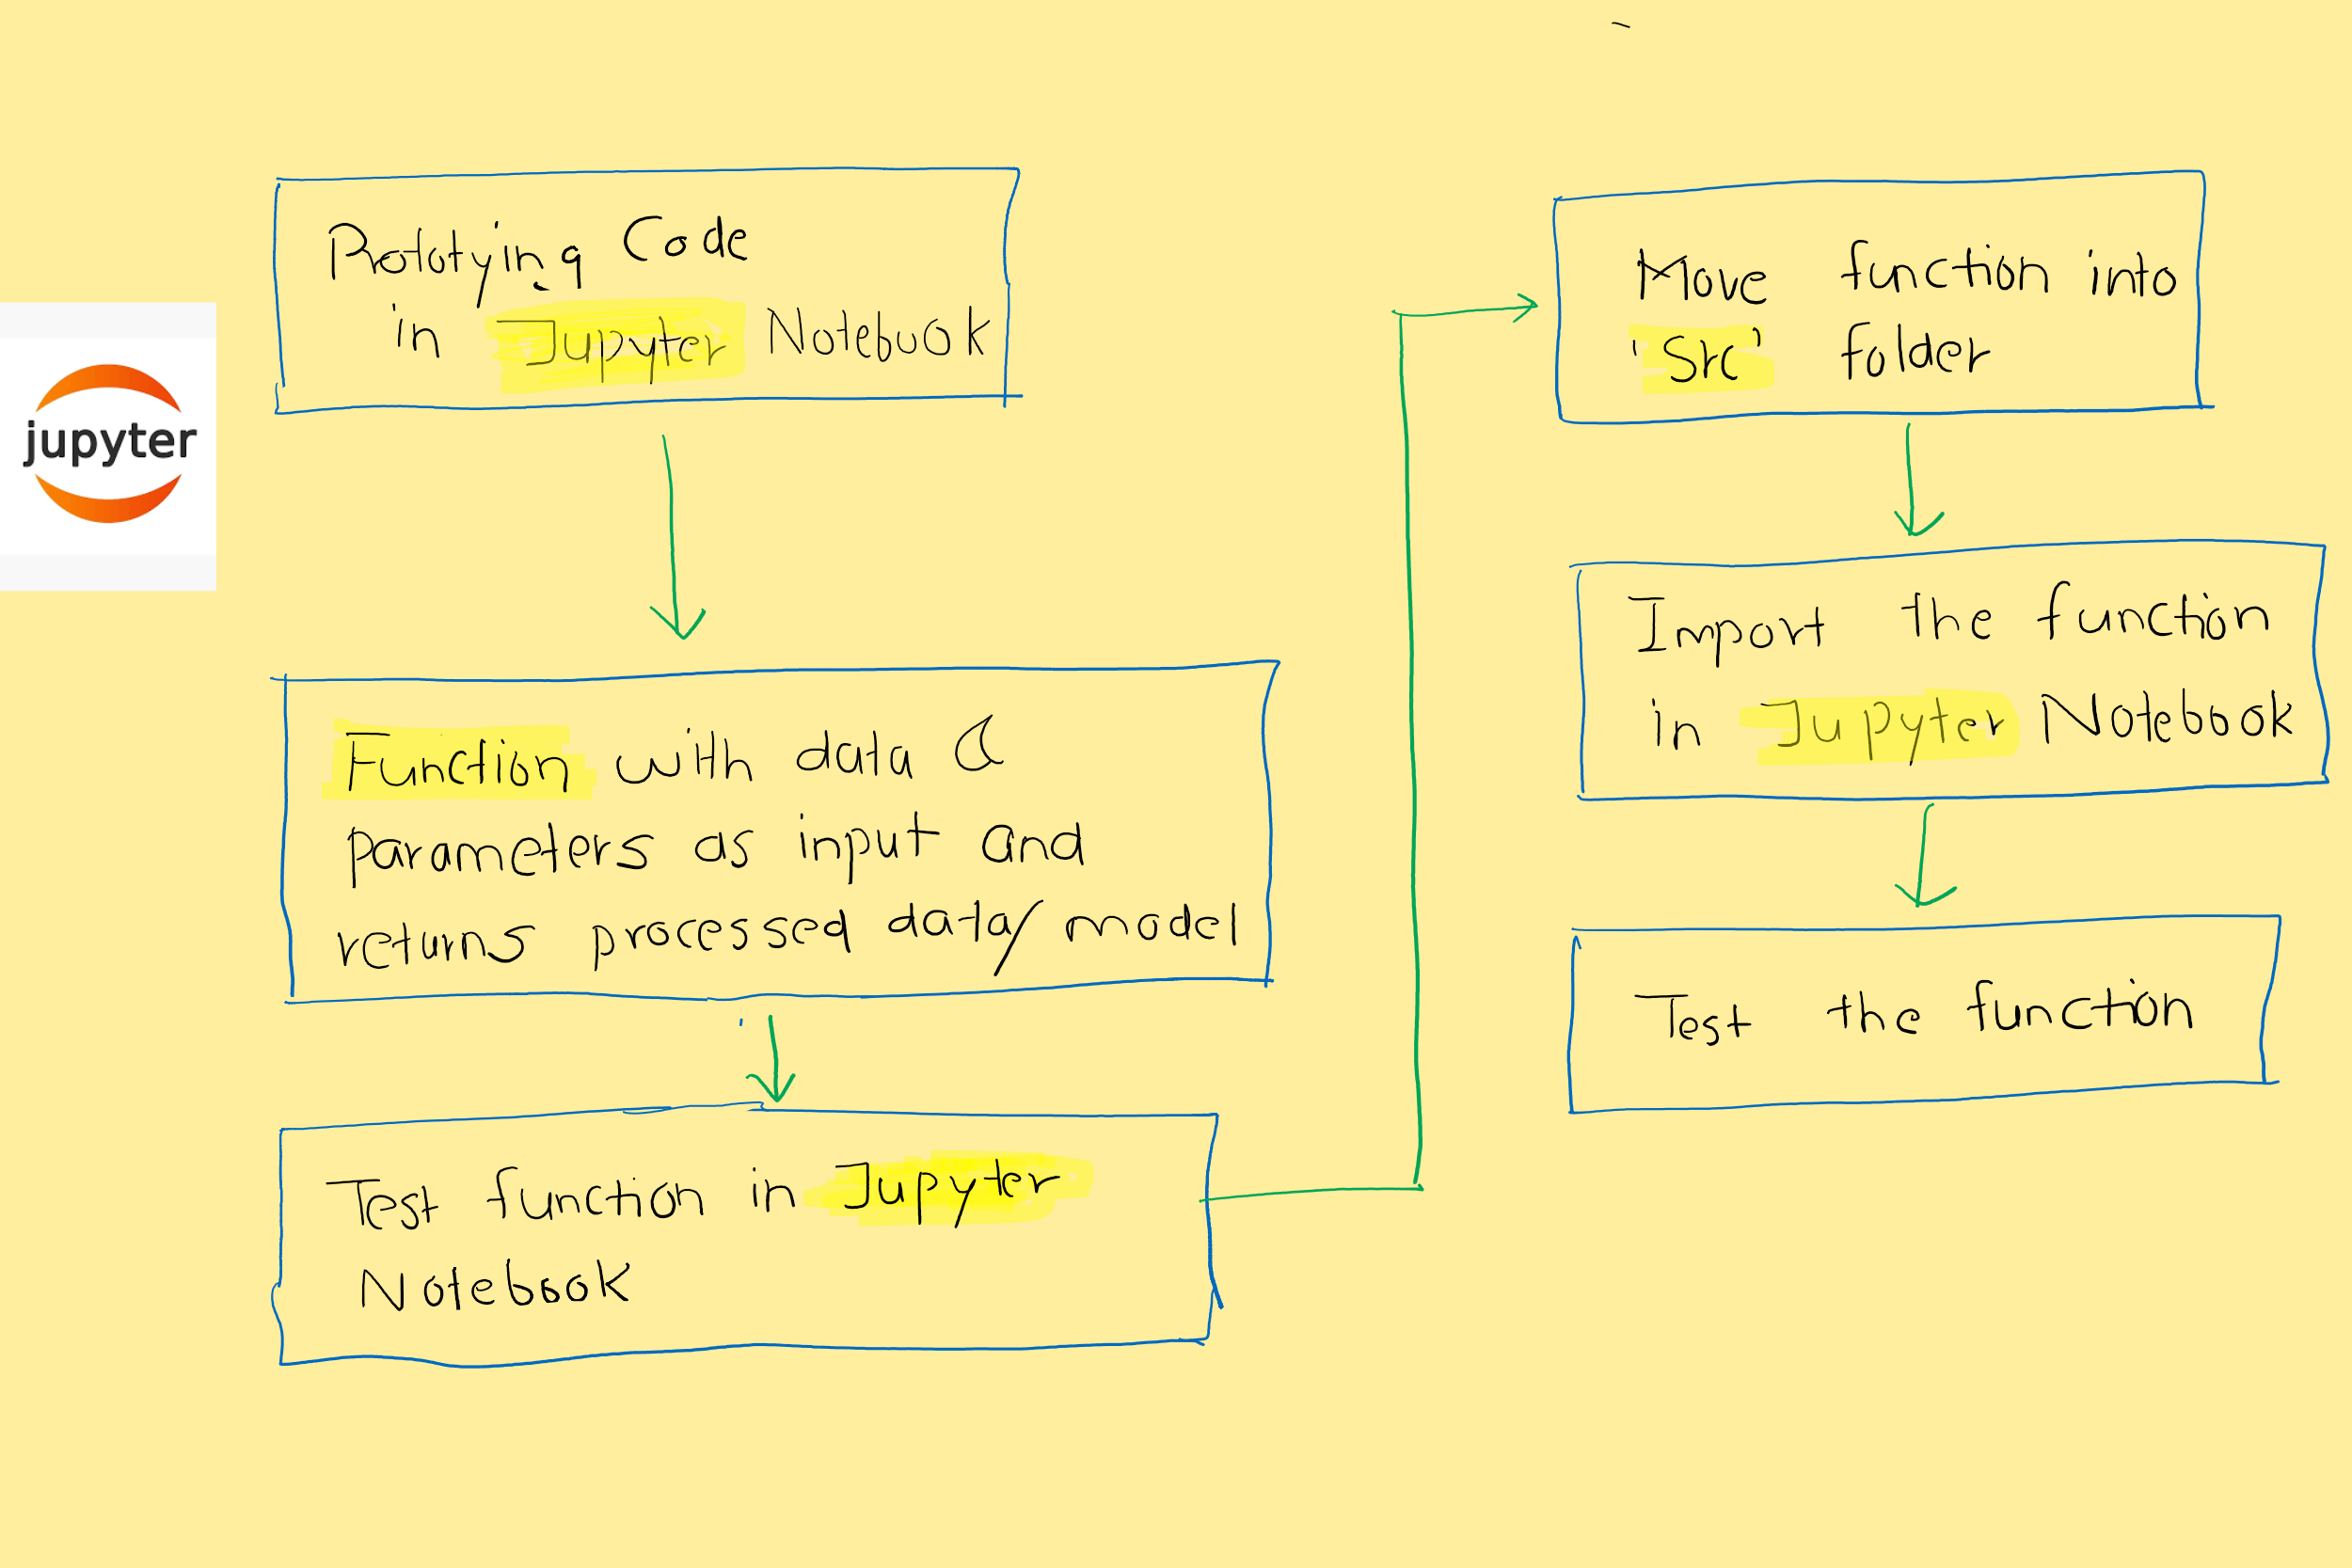 jupyter
Prototying Code
in Jupyter Notebook
Function with data &
parameters as input and
returns processed data/model
Test function in Jupyter
Notebook
Move function into
'Src' folder
Import the function
in Jupyter Notebook
Test the function